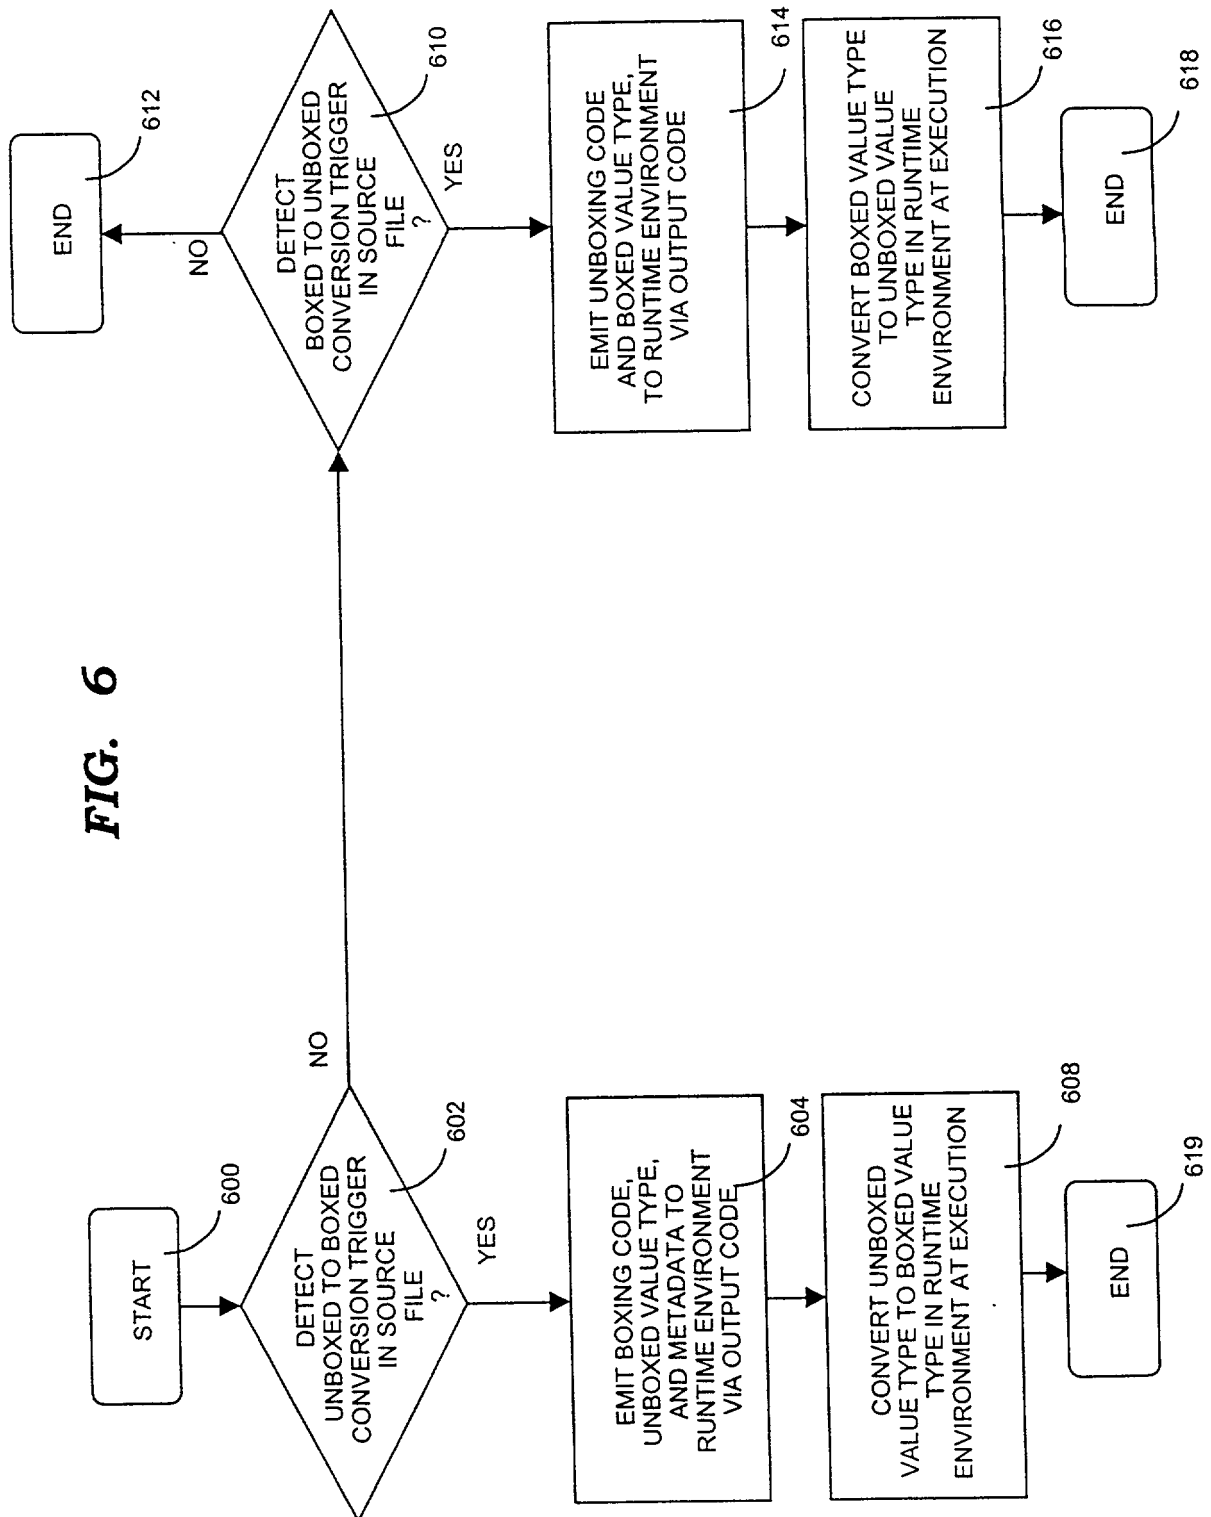 FIG. 6
START
600
DETECT
UNBOXED TO BOXED
CONVERSION TRIGGER
IN SOURCE
FILE
?
602
NO
YES
EMIT BOXING CODE,
UNBOXED VALUE TYPE,
AND METADATA TO
RUNTIME ENVIRONMENT
VIA OUTPUT CODE
604
CONVERT UNBOXED
VALUE TYPE TO BOXED VALUE
TYPE IN RUNTIME
ENVIRONMENT AT EXECUTION
608
END
619
DETECT
BOXED TO UNBOXED
CONVERSION TRIGGER
IN SOURCE
FILE
?
610
NO
END
612
YES
EMIT UNBOXING CODE
AND BOXED VALUE TYPE,
TO RUNTIME ENVIRONMENT
VIA OUTPUT CODE
614
CONVERT BOXED VALUE TYPE
TO UNBOXED VALUE
TYPE IN RUNTIME
ENVIRONMENT AT EXECUTION
616
END
618